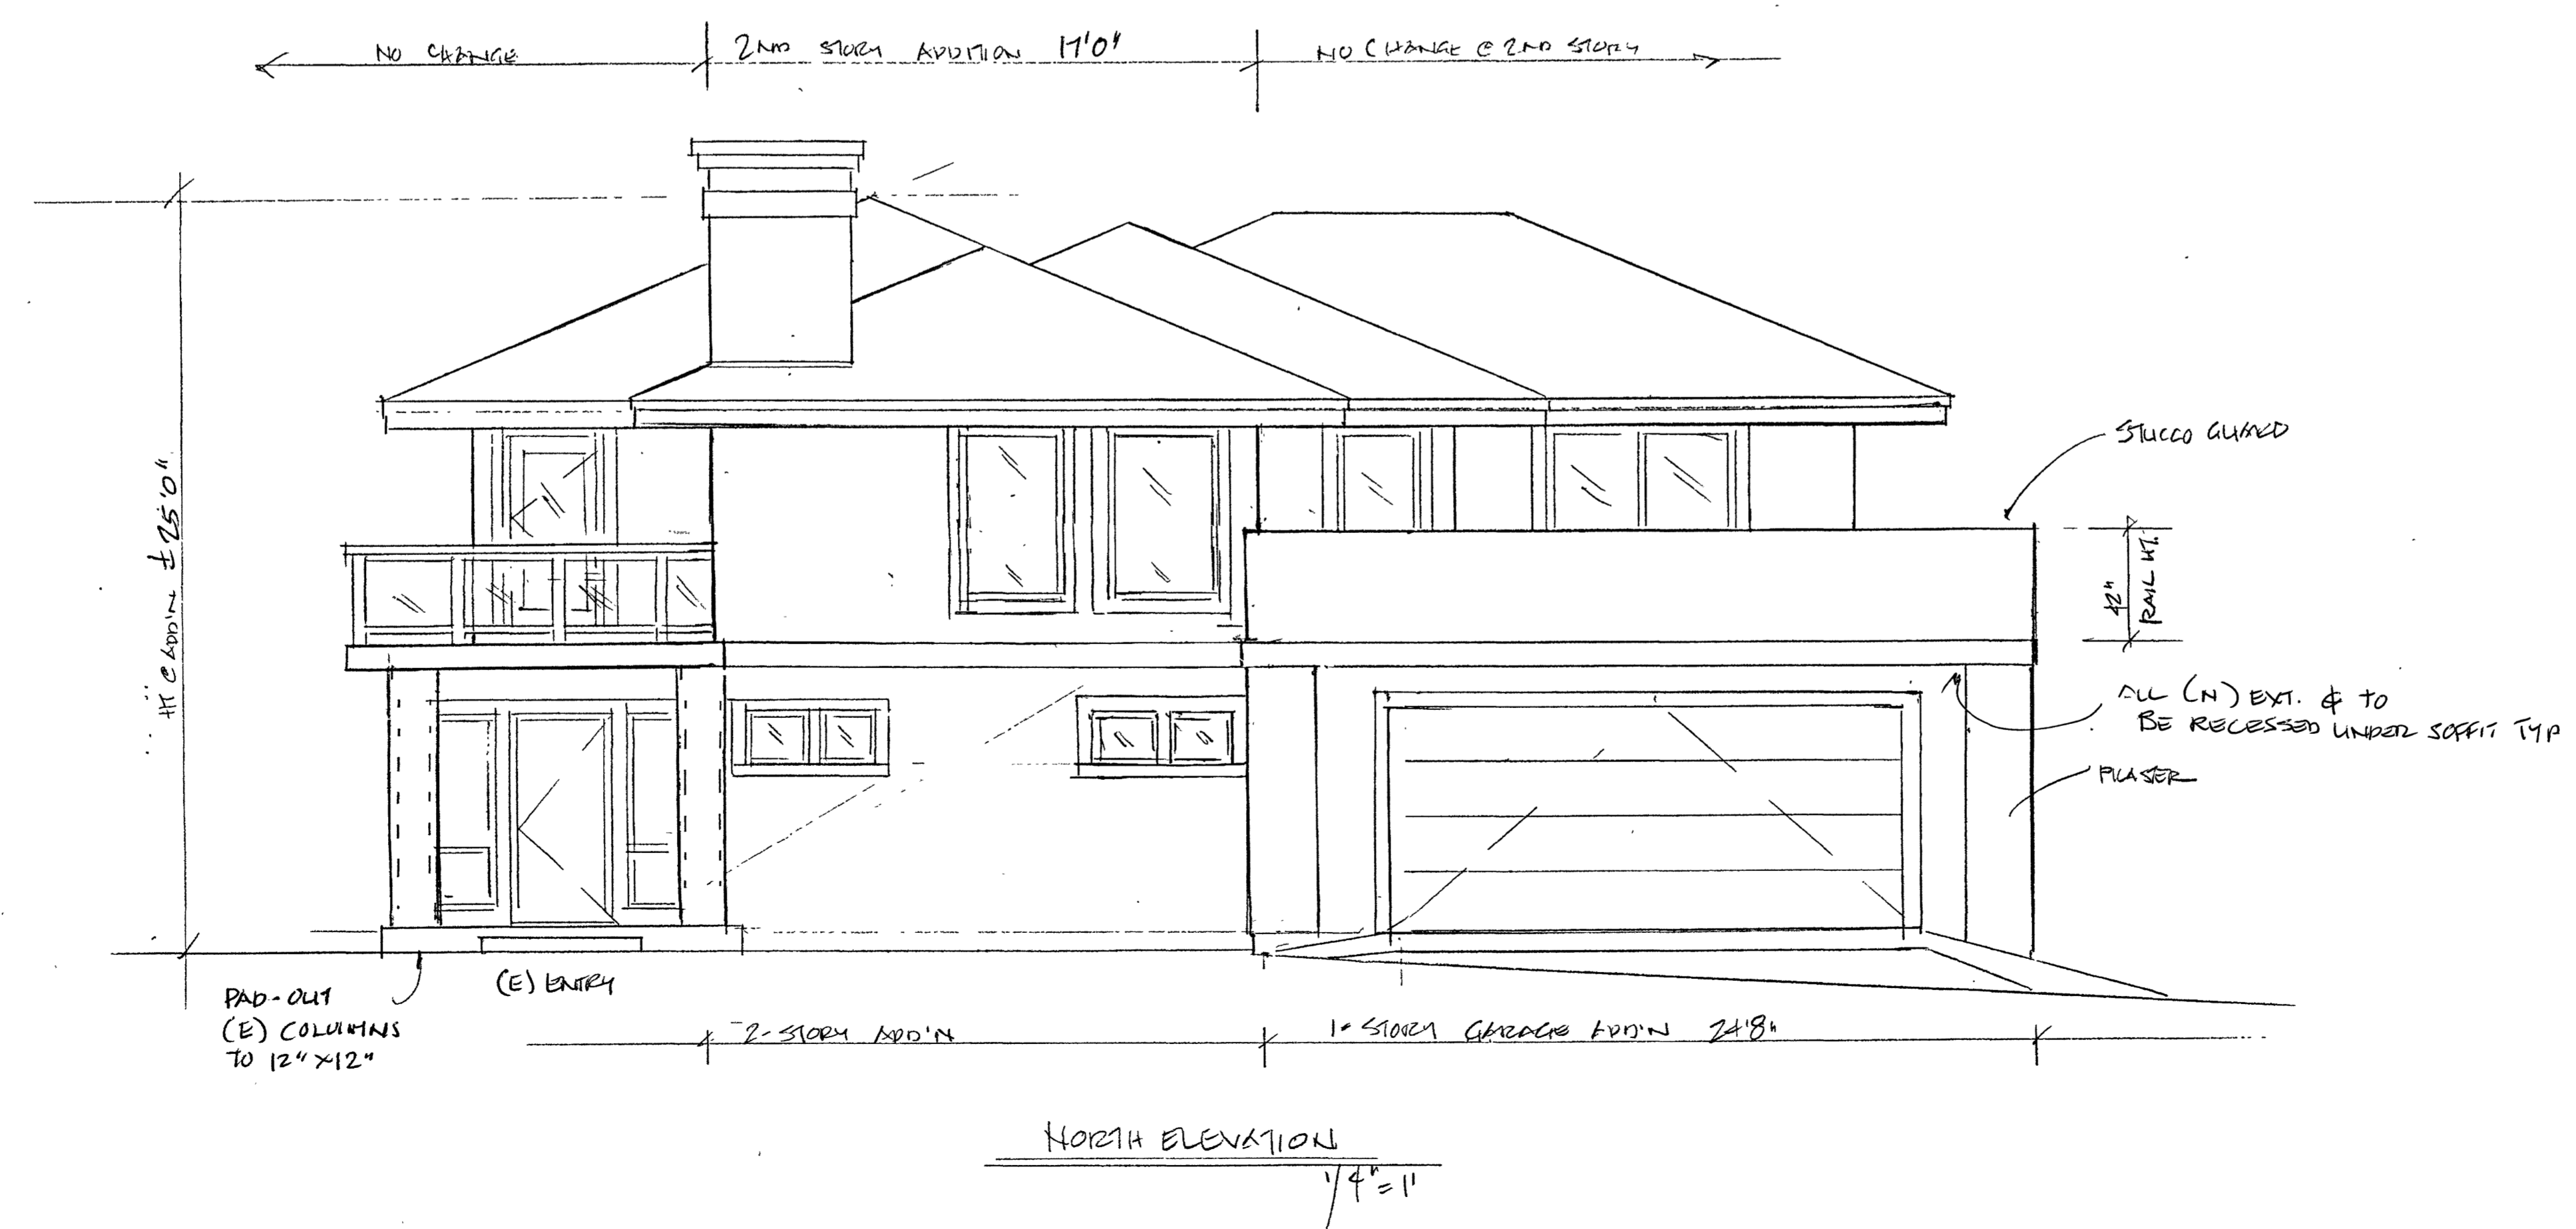 NO CHANGE
2ND STORY ADDITION 17'0"
NO CHANGE @ 2ND STORY
HT @ ADD'N ± 25'0"
STUCCO GUARD
42"
RAIL HT.
ALL (N) EXT. ₵ TO
BE RECESSED UNDER SOFFIT TYP
PILASTER
PAD-OUT
(E) COLUMNS
TO 12" x 12"
(E) ENTRY
2-STORY ADD'N
1-STORY GARAGE ADD'N 24'8"
NORTH ELEVATION
1/4" = 1'